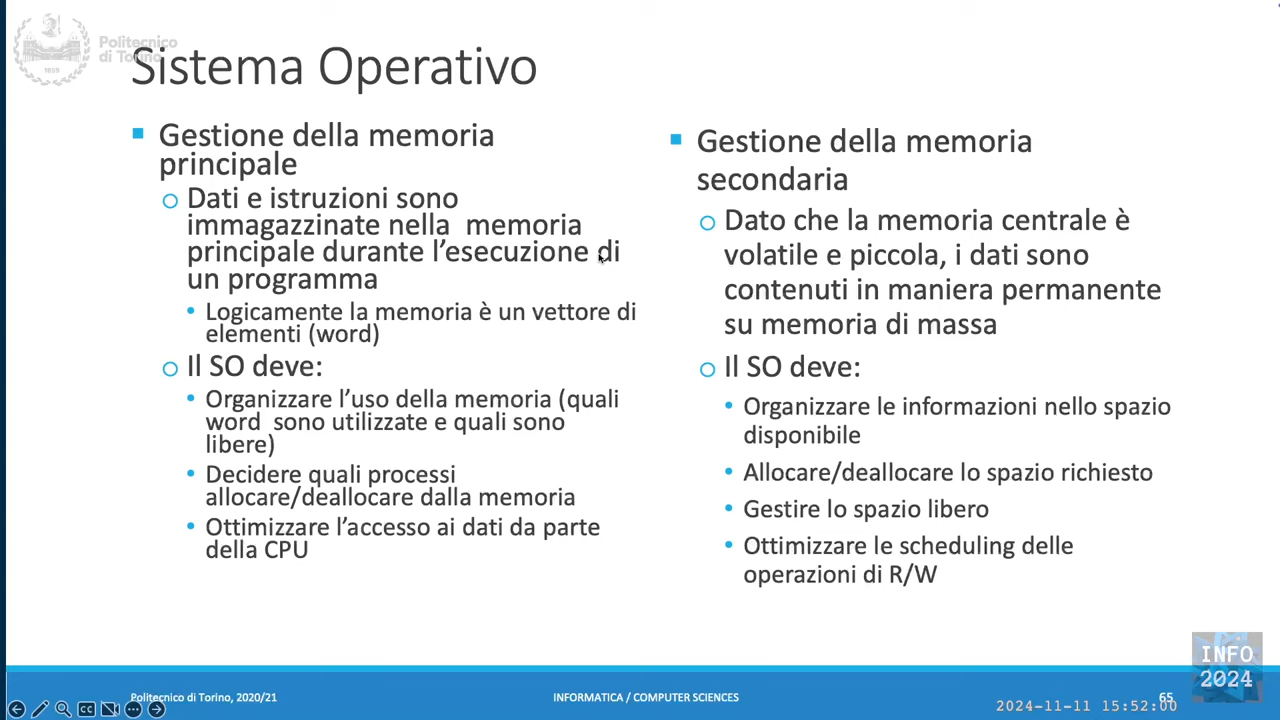 Politecnico
di Torino
1859
Sistema Operativo
Gestione della memoria
principale
Dati e istruzioni sono
immagazzinate nella memoria
principale durante l'esecuzione di
un programma
Logicamente la memoria è un vettore di
elementi (word)
Il SO deve:
Organizzare l'uso della memoria (quali
word sono utilizzate e quali sono
libere)
Decidere quali processi
allocare/deallocare dalla memoria
Ottimizzare l'accesso ai dati da parte
della CPU
Gestione della memoria
secondaria
Dato che la memoria centrale è
volatile e piccola, i dati sono
contenuti in maniera permanente
su memoria di massa
Il SO deve:
Organizzare le informazioni nello spazio
disponibile
Allocare/deallocare lo spazio richiesto
Gestire lo spazio libero
Ottimizzare le scheduling delle
operazioni di R/W
INFO
2024
Politecnico di Torino, 2020/21
INFORMATICA / COMPUTER SCIENCES
65
CC
2024-11-11 15:52:00